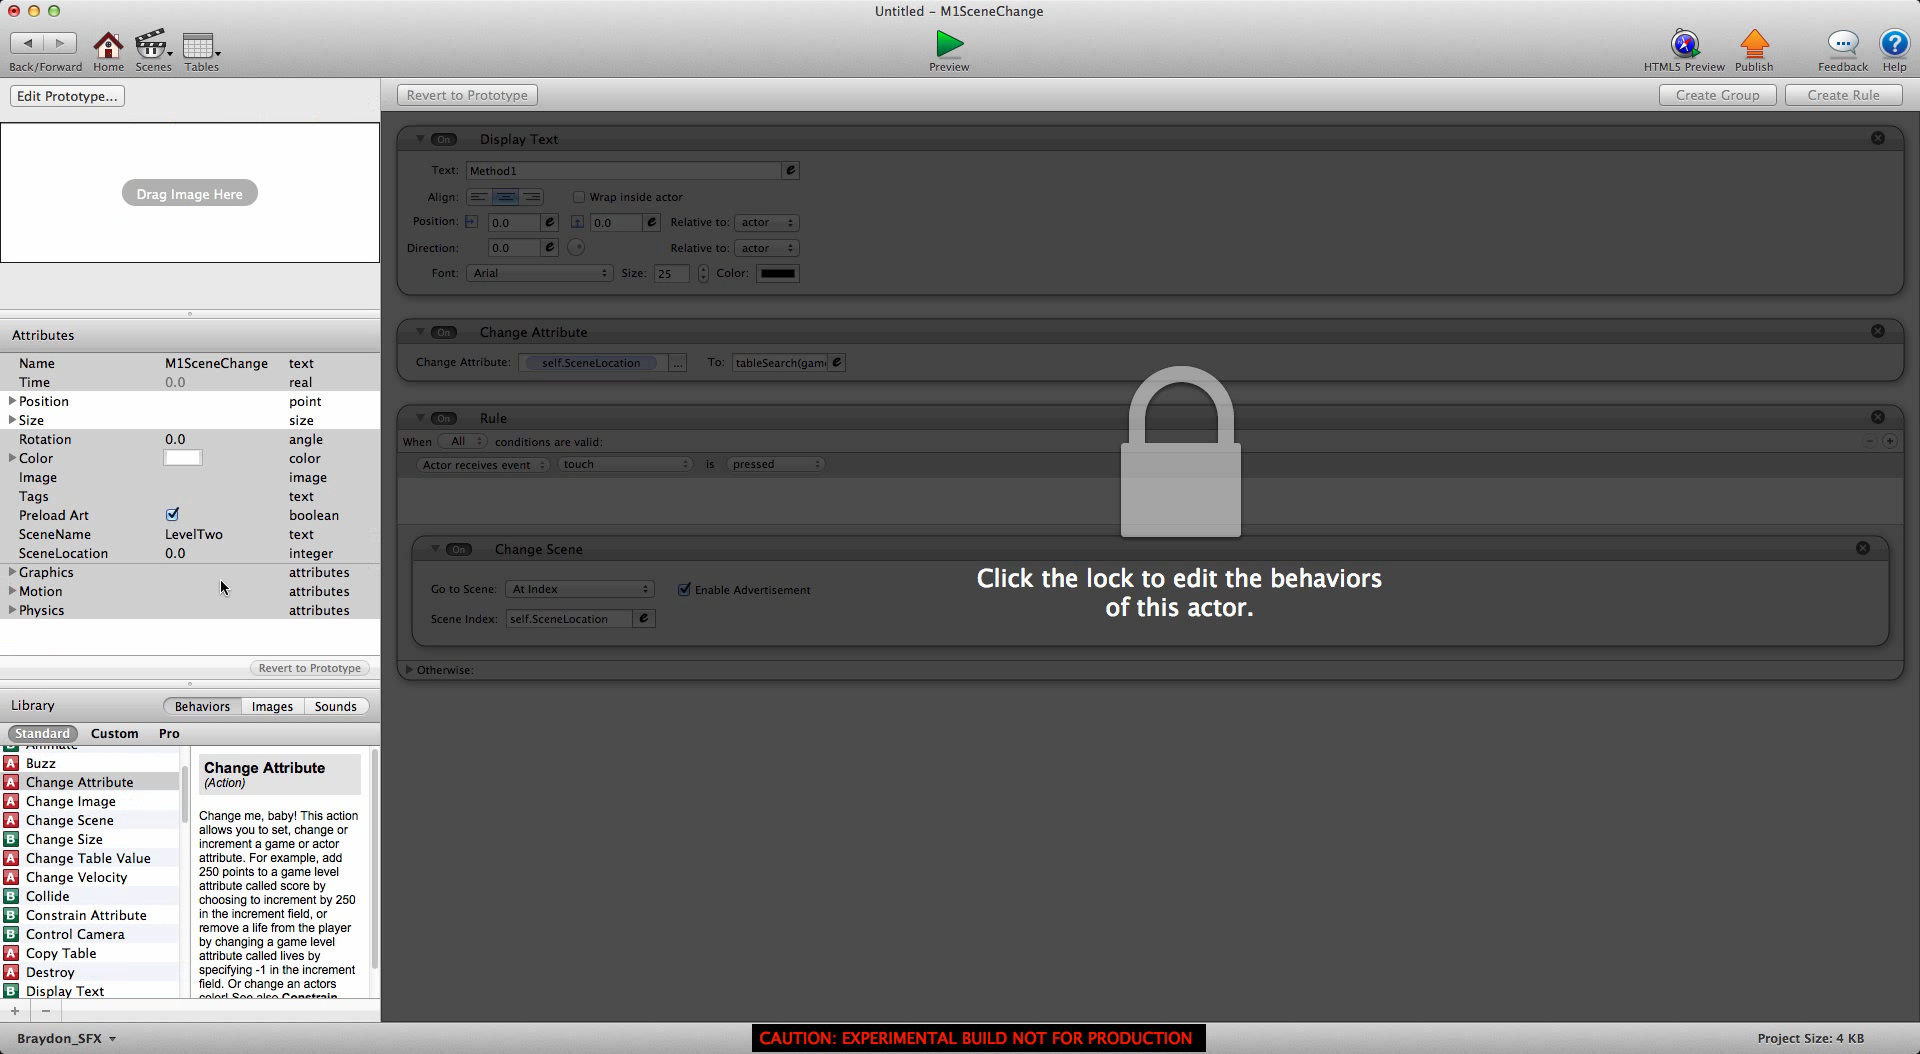 Untitled – M1SceneChange
Back/Forward Home Scenes Tables Preview HTML5 Preview Publish Feedback Help
Edit Prototype...
Revert to Prototype Create Group Create Rule
Drag Image Here
On Display Text
Text: Method1 e
Align: Wrap inside actor
Position: 0.0 e 0.0 e Relative to: actor
Direction: 0.0 e Relative to: actor
Font: Arial Size: 25 Color:
Attributes
Name M1SceneChange text
Time 0.0 real
Position point
Size size
Rotation 0.0 angle
Color color
Image image
Tags text
Preload Art boolean
SceneName LevelTwo text
SceneLocation 0.0 integer
Graphics attributes
Motion attributes
Physics attributes
Revert to Prototype
On Change Attribute
Change Attribute: self.SceneLocation ... To: tableSearch(gam e
On Rule
When All conditions are valid:
Actor receives event touch is pressed
On Change Scene
Go to Scene: At Index Enable Advertisement
Scene Index: self.SceneLocation e
Otherwise:
Click the lock to edit the behaviors
of this actor.
Library Behaviors Images Sounds
Standard Custom Pro
B Animate
A Buzz
A Change Attribute
A Change Image
A Change Scene
B Change Size
A Change Table Value
A Change Velocity
B Collide
B Constrain Attribute
B Control Camera
A Copy Table
A Destroy
B Display Text
Change Attribute
(Action)
Change me, baby! This action
allows you to set, change or
increment a game or actor
attribute. For example, add
250 points to a game level
attribute called score by
choosing to increment by 250
in the increment field, or
remove a life from the player
by changing a game level
attribute called lives by
specifying -1 in the increment
field. Or change an actors
color! See also Constrain
+ −
Braydon_SFX CAUTION: EXPERIMENTAL BUILD NOT FOR PRODUCTION Project Size: 4 KB